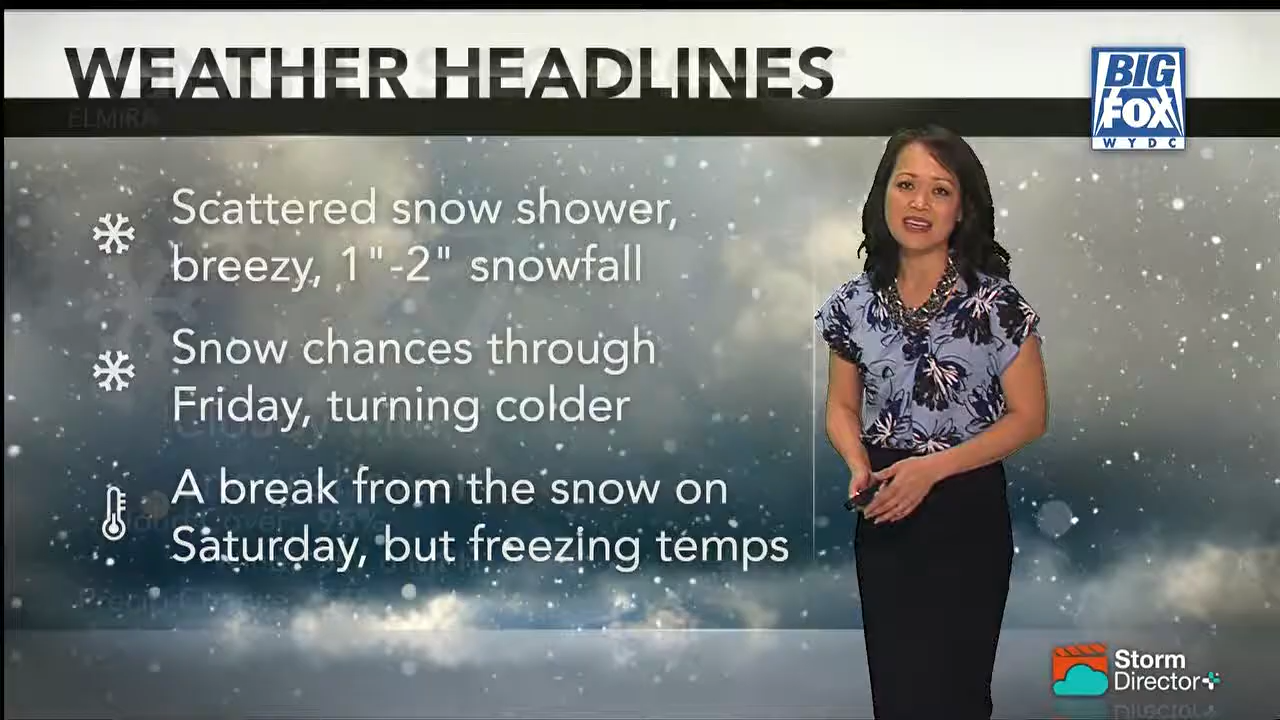 WEATHER HEADLINES
ELMIRA
BIG
FOX
WYDC
Scattered snow shower,
breezy, 1"-2" snowfall
Snow chances through
Friday, turning colder
A break from the snow on
Saturday, but freezing temps
Storm
Director+